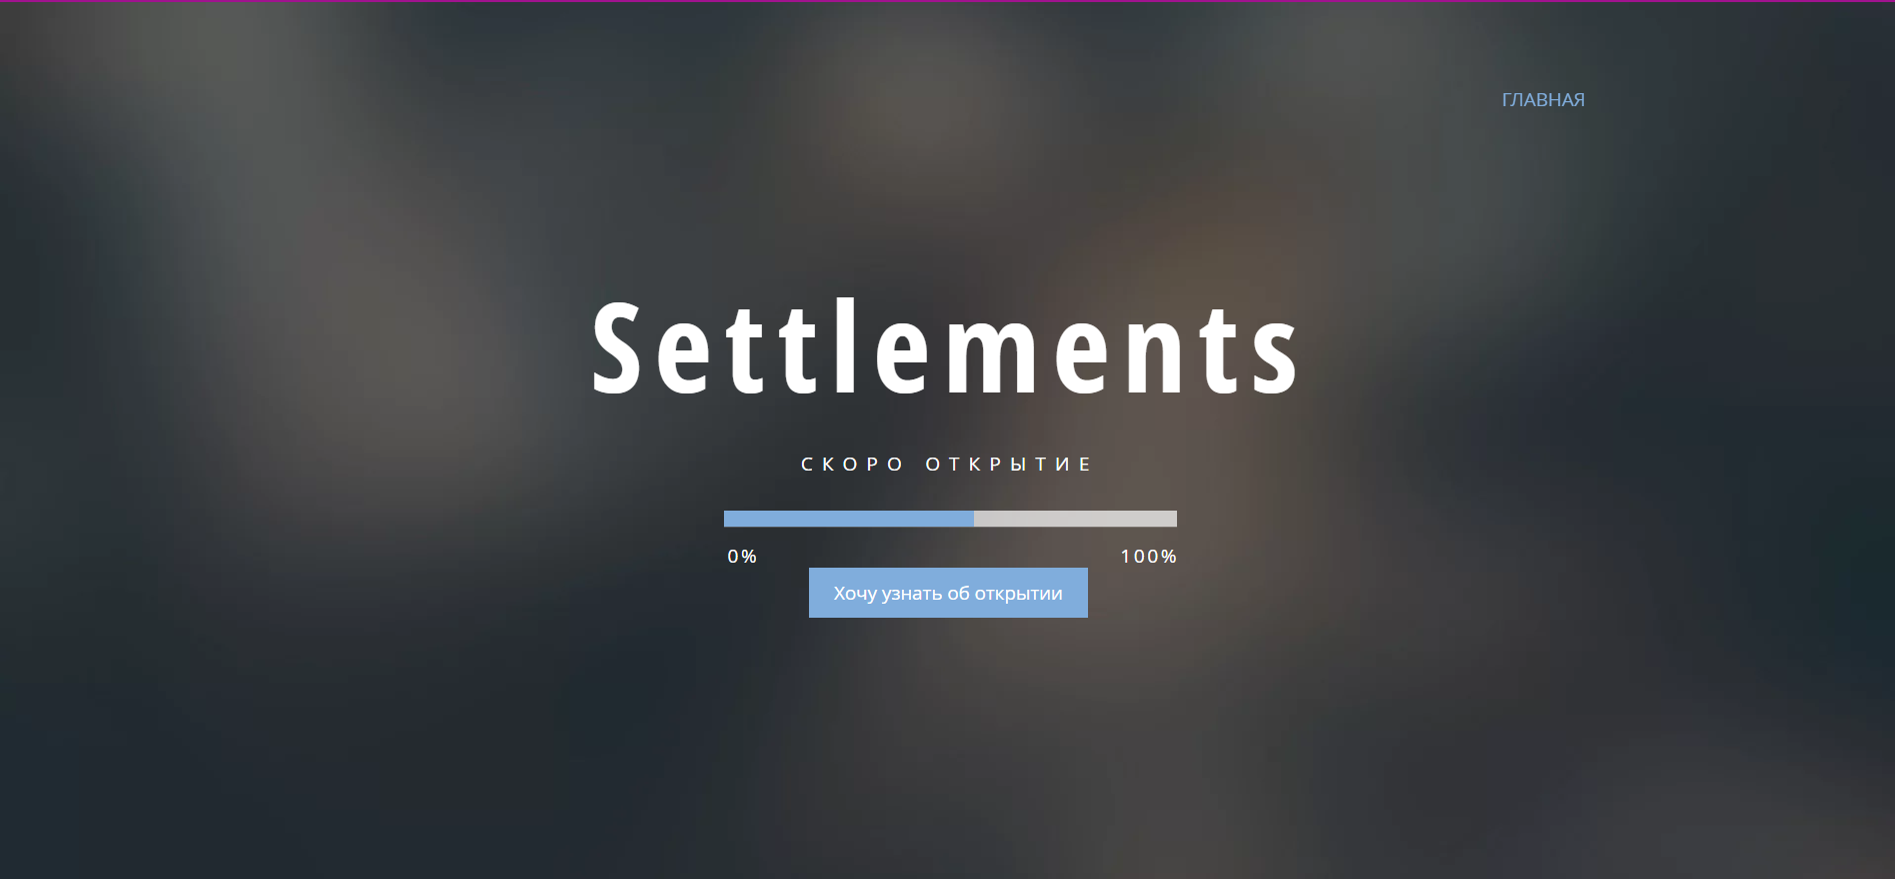 ГЛАВНАЯ
Settlements
СКОРО ОТКРЫТИЕ
0% 100%
Хочу узнать об открытии